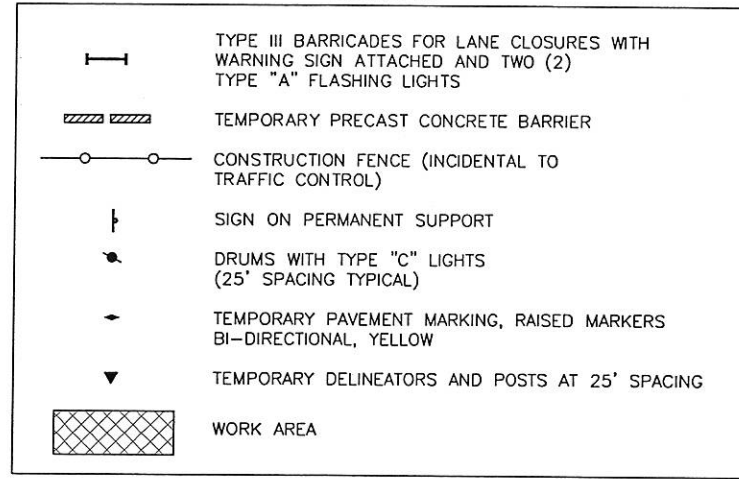 TYPE III BARRICADES FOR LANE CLOSURES WITH
WARNING SIGN ATTACHED AND TWO (2)
TYPE "A" FLASHING LIGHTS
TEMPORARY PRECAST CONCRETE BARRIER
CONSTRUCTION FENCE (INCIDENTAL TO
TRAFFIC CONTROL)
SIGN ON PERMANENT SUPPORT
DRUMS WITH TYPE "C" LIGHTS
(25' SPACING TYPICAL)
TEMPORARY PAVEMENT MARKING, RAISED MARKERS
BI-DIRECTIONAL, YELLOW
TEMPORARY DELINEATORS AND POSTS AT 25' SPACING
WORK AREA